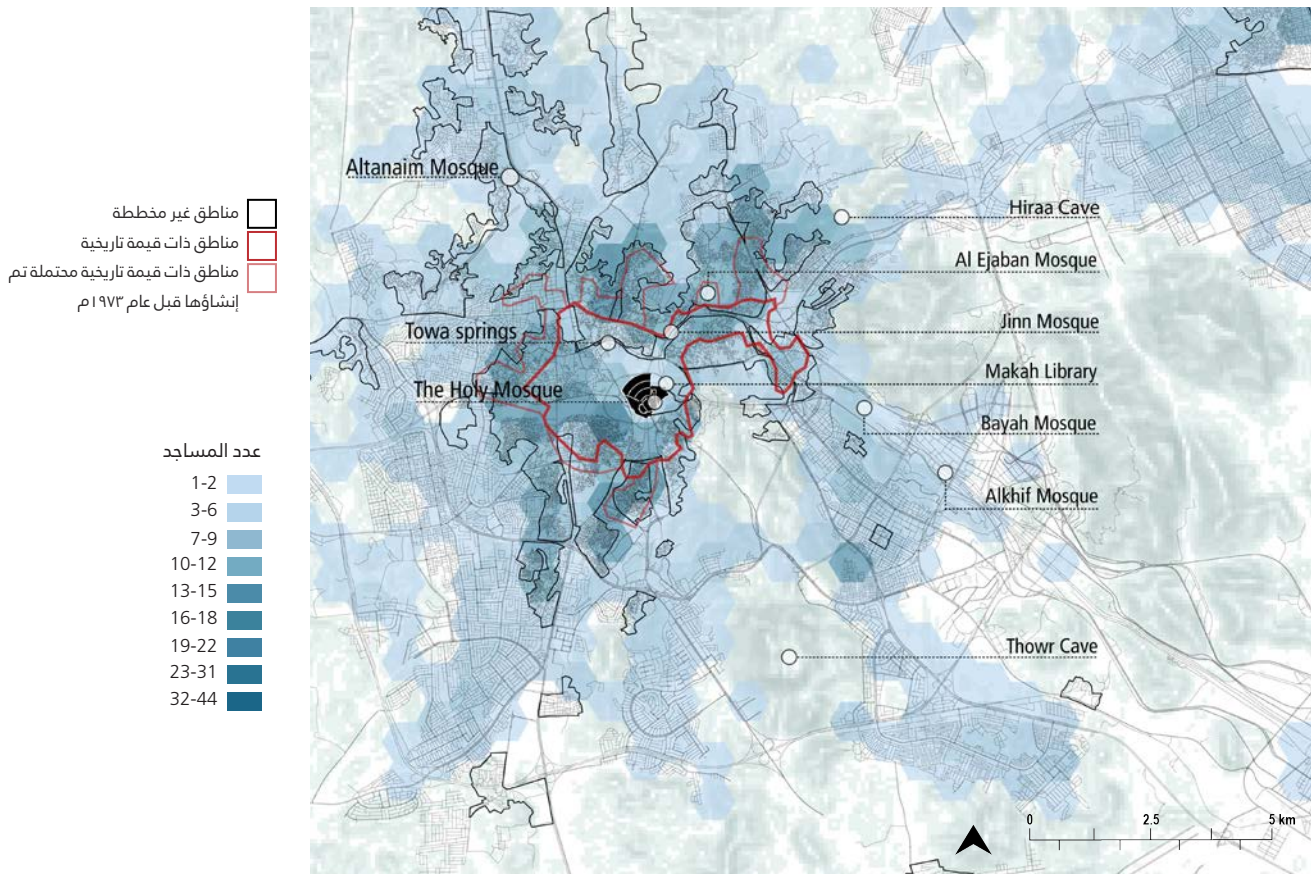 مناطق غير مخططة
مناطق ذات قيمة تاريخية
مناطق ذات قيمة تاريخية محتملة تم
إنشاؤها قبل عام ١٩٧٣م
عدد المساجد
1-2
3-6
7-9
10-12
13-15
16-18
19-22
23-31
32-44
Altanaim Mosque
Hiraa Cave
Al Ejaban Mosque
Jinn Mosque
Towa springs
Makah Library
The Holy Mosque
Bayah Mosque
Alkhif Mosque
Thowr Cave
0 2.5 5 km